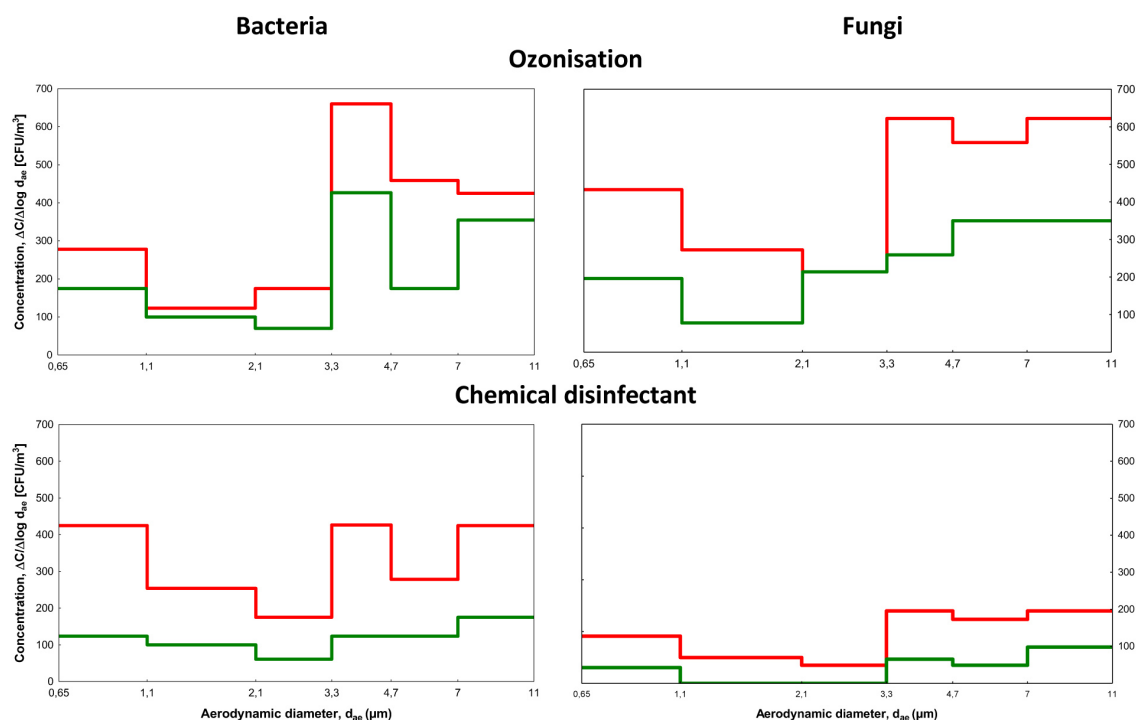 Bacteria
Fungi
Ozonisation
Concentration, ΔC/Δlog dae [CFU/m³]
700
600
500
400
300
200
100
0
0,65 1,1 2,1 3,3 4,7 7 11
700
600
500
400
300
200
100
0,65 1,1 2,1 3,3 4,7 7 11
Chemical disinfectant
Concentration, ΔC/Δlog dae [CFU/m³]
700
600
500
400
300
200
100
0
0,65 1,1 2,1 3,3 4,7 7 11
Aerodynamic diameter, dae (µm)
700
600
500
400
300
200
100
0,65 1,1 2,1 3,3 4,7 7 11
Aerodynamic diameter, dae (µm)